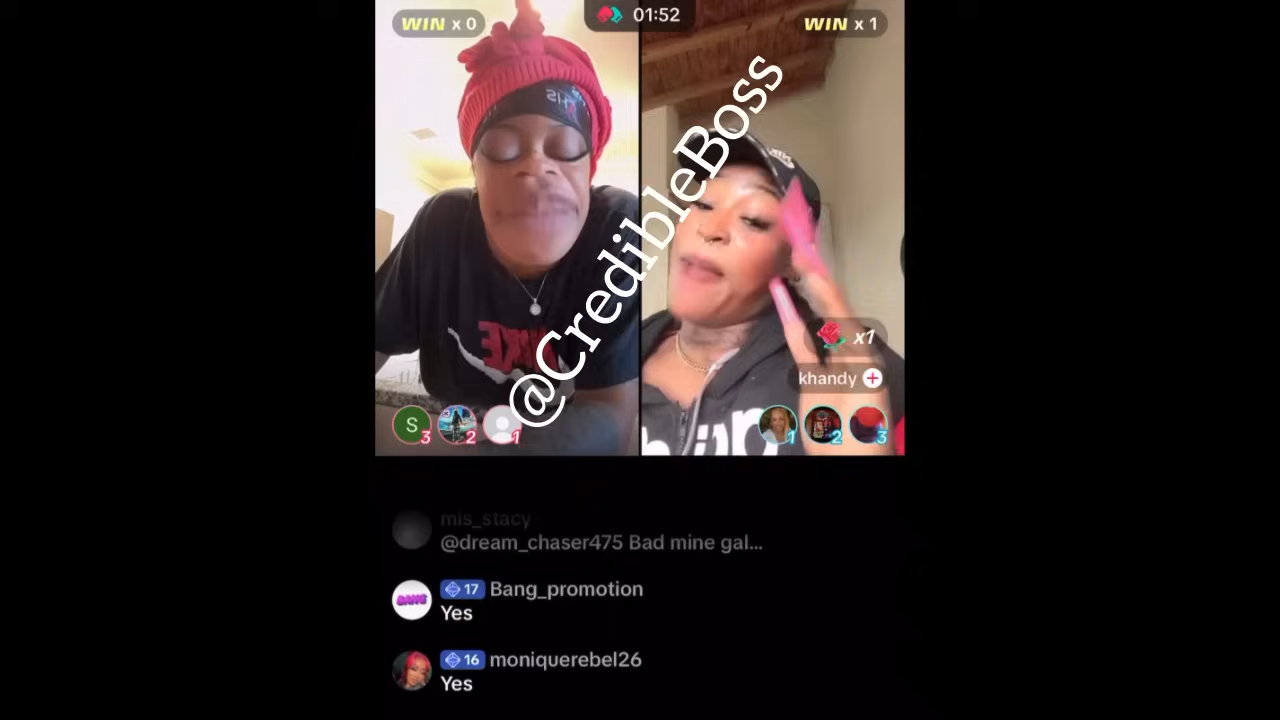 WIN x 0
01:52
WIN x 1
@CredibleBoss
x1
khandy
S
3
2
1
1
2
3
mis_stacy
@dream_chaser475 Bad mine gal...
17 Bang_promotion
Yes
16 moniquerebel26
Yes